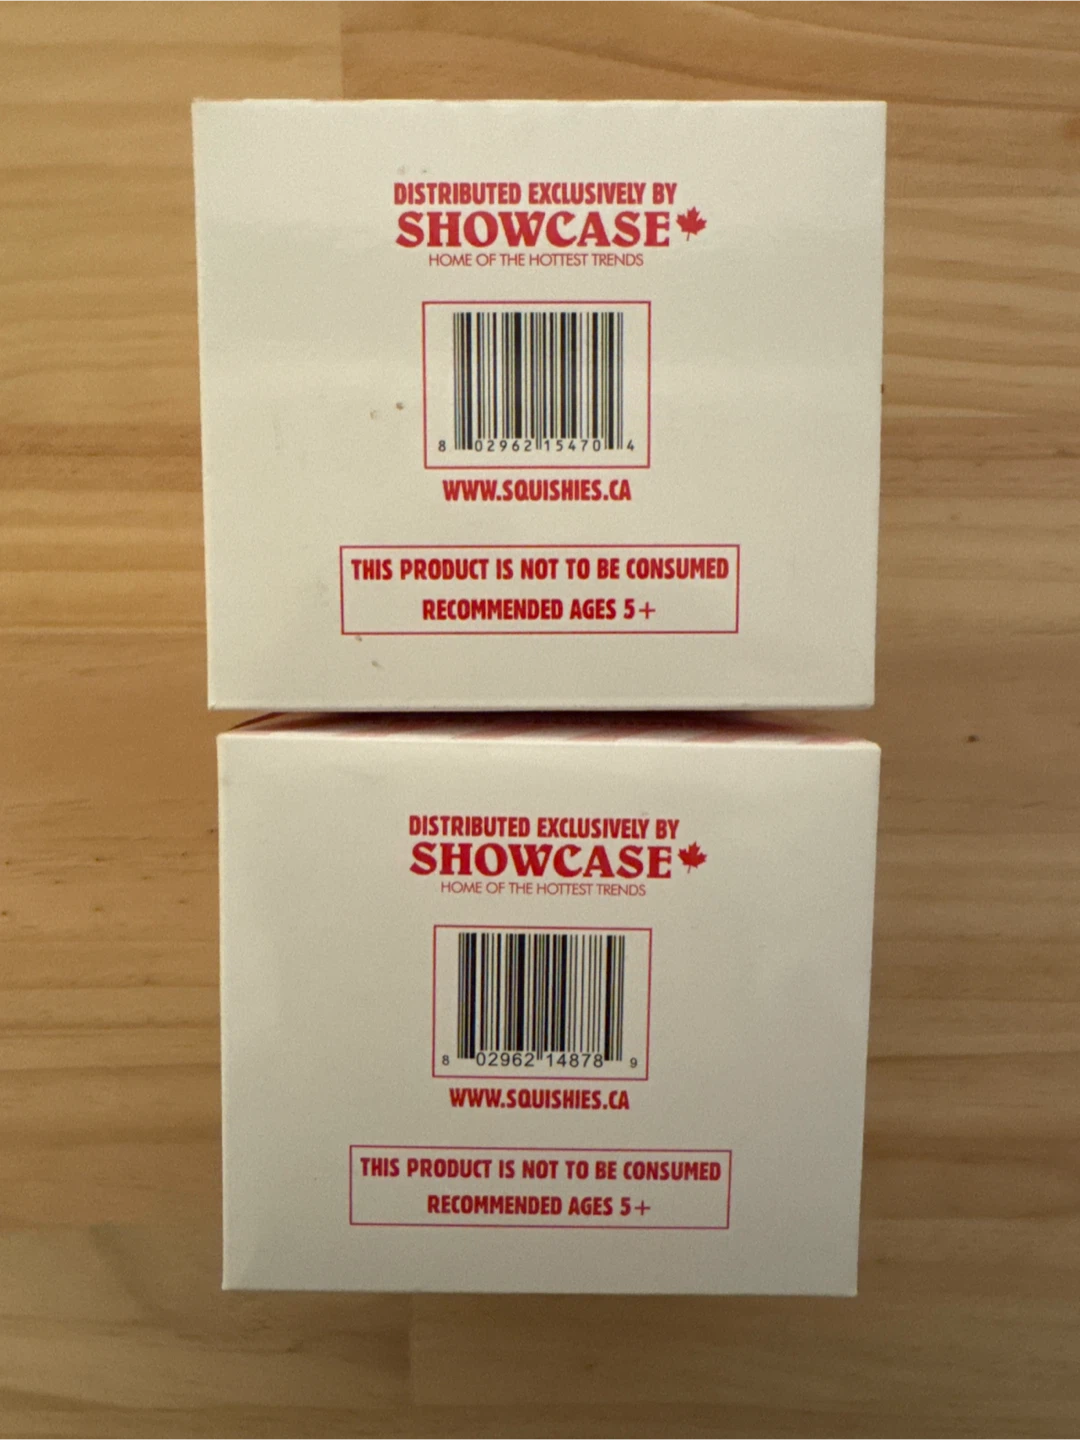 DISTRIBUTED EXCLUSIVELY BY
SHOWCASE
HOME OF THE HOTTEST TRENDS
8 02962 15470 4
WWW.SQUISHIES.CA
THIS PRODUCT IS NOT TO BE CONSUMED
RECOMMENDED AGES 5+
DISTRIBUTED EXCLUSIVELY BY
SHOWCASE
HOME OF THE HOTTEST TRENDS
8 02962 14878 9
WWW.SQUISHIES.CA
THIS PRODUCT IS NOT TO BE CONSUMED
RECOMMENDED AGES 5+